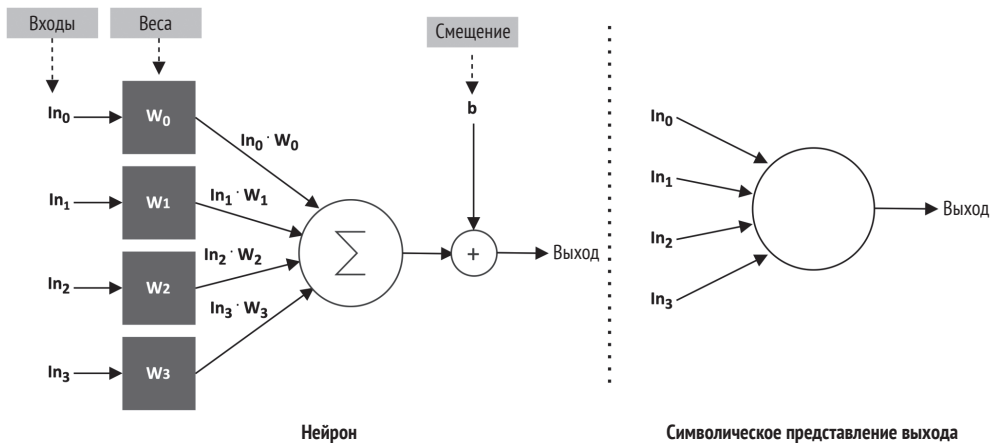 Входы
Веса
Смещение
In₀
W₀
In₀ · W₀
b
In₁
W₁
In₁ · W₁
In₂
W₂
In₂ · W₂
In₃
W₃
In₃ · W₃
∑
+
Выход
Нейрон
In₀
In₁
In₂
In₃
Выход
Символическое представление выхода